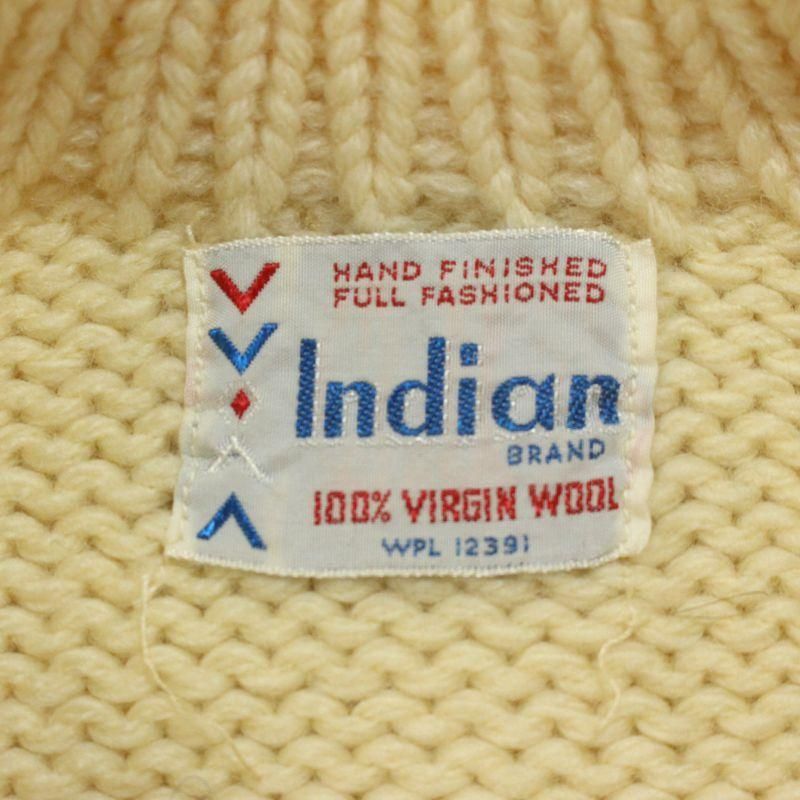 HAND FINISHED
FULL FASHIONED
Indian
BRAND
100% VIRGIN WOOL
WPL 12391